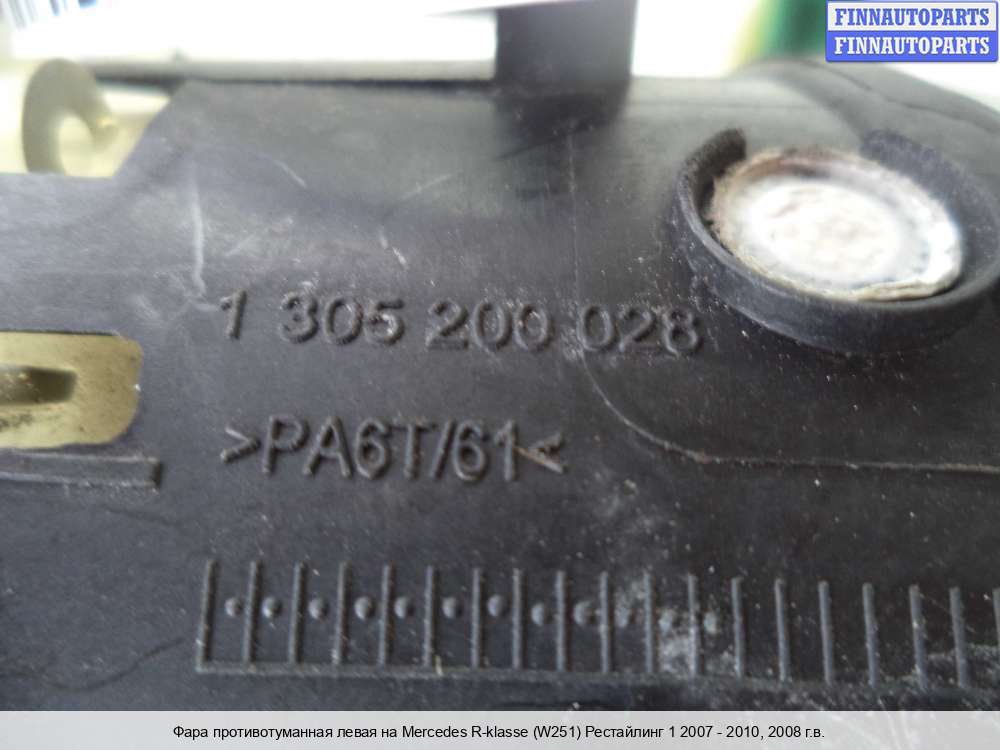 FINNAUTOPARTS
FINNAUTOPARTS
1 305 200 028
>PA6T/61<
Фара противотуманная левая на Mercedes R-klasse (W251) Рестайлинг 1 2007 - 2010, 2008 г.в.